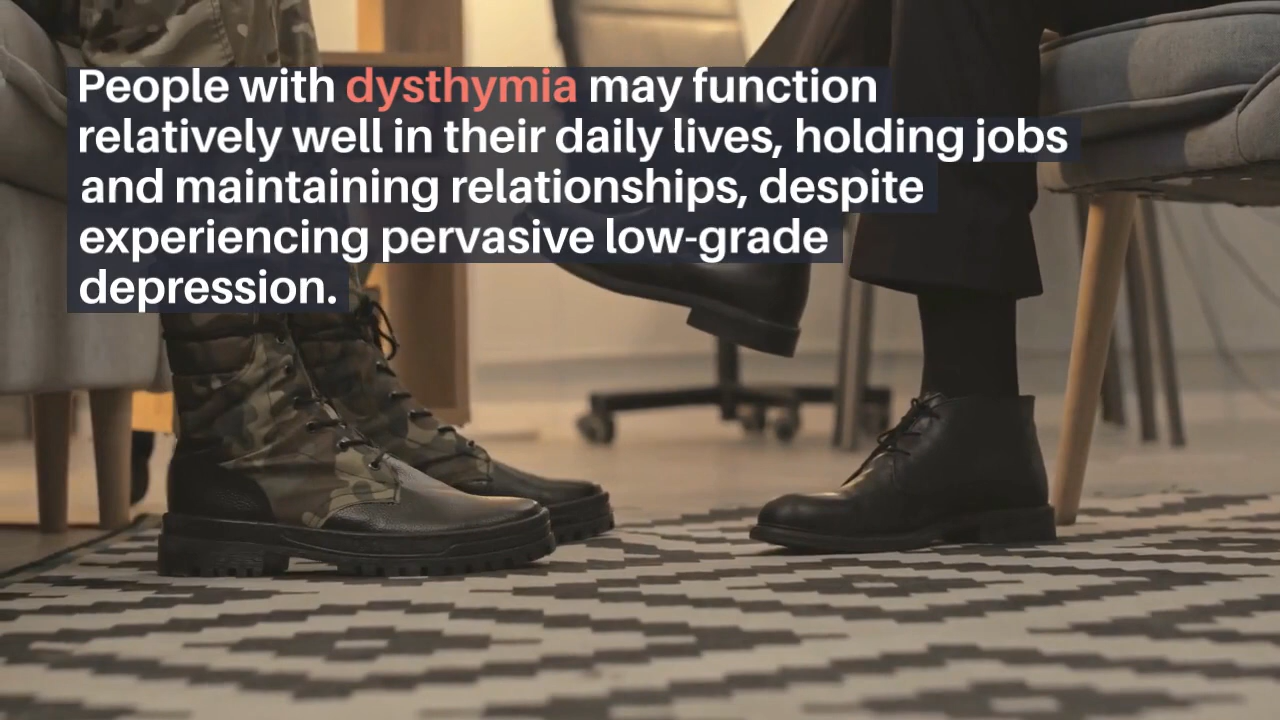 People with dysthymia may function
relatively well in their daily lives, holding jobs
and maintaining relationships, despite
experiencing pervasive low-grade
depression.